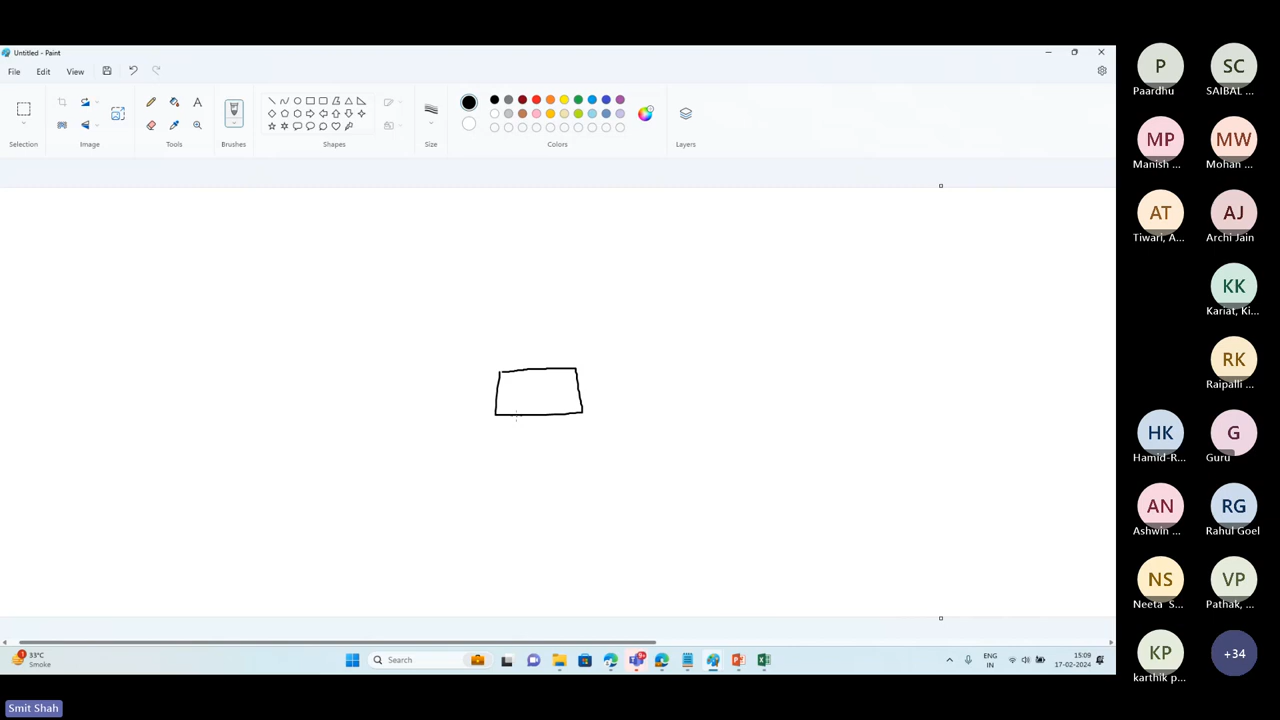 Untitled - Paint
File Edit View
Selection Image Tools Brushes Shapes Size Colors Layers
P SC
Paardhu SAIBAL ...
MP MW
Manish ... Mohan ...
AT AJ
Tiwari, A... Archi Jain
KK
Kariat, Ki...
RK
Raipalli ...
HK G
Hamid-R... Guru
AN RG
Ashwin ... Rahul Goel
NS VP
Neeta S... Pathak, ...
KP +34
karthik p...
33°C
Smoke
Search
ENG
IN
15:09
17-02-2024
Smit Shah